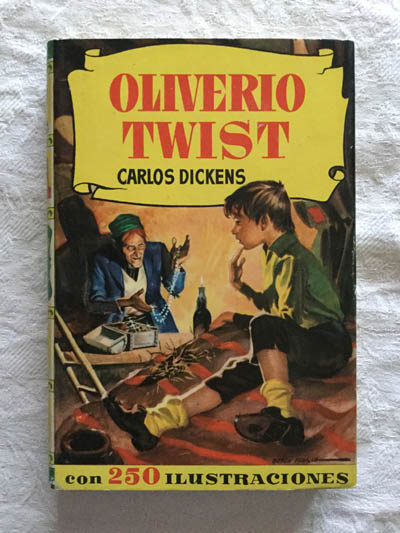 OLIVERIO
TWIST
CARLOS DICKENS
con 250 ILUSTRACIONES